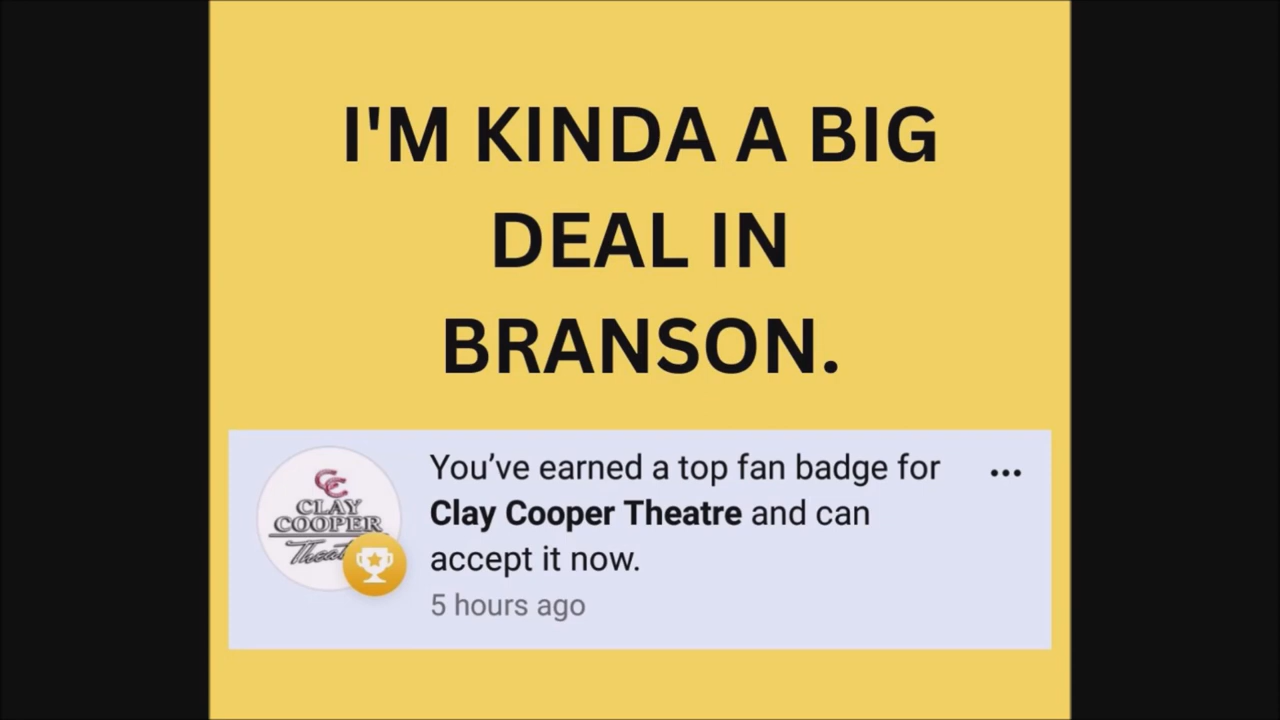 I'M KINDA A BIG
DEAL IN
BRANSON.
CC
CLAY
COOPER
You’ve earned a top fan badge for
Clay Cooper Theatre and can
accept it now.
5 hours ago